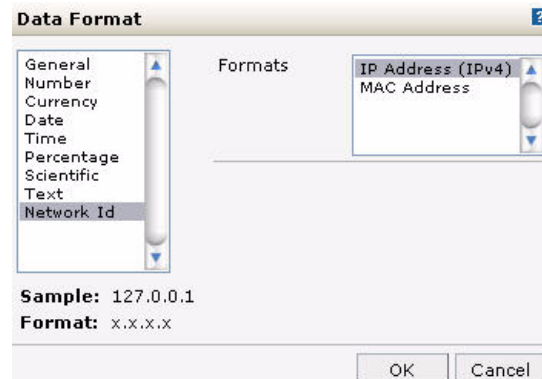 Data Format
?
General
Number
Currency
Date
Time
Percentage
Scientific
Text
Network Id
Formats
IP Address (IPv4)
MAC Address
Sample: 127.0.0.1
Format: x.x.x.x
OK
Cancel